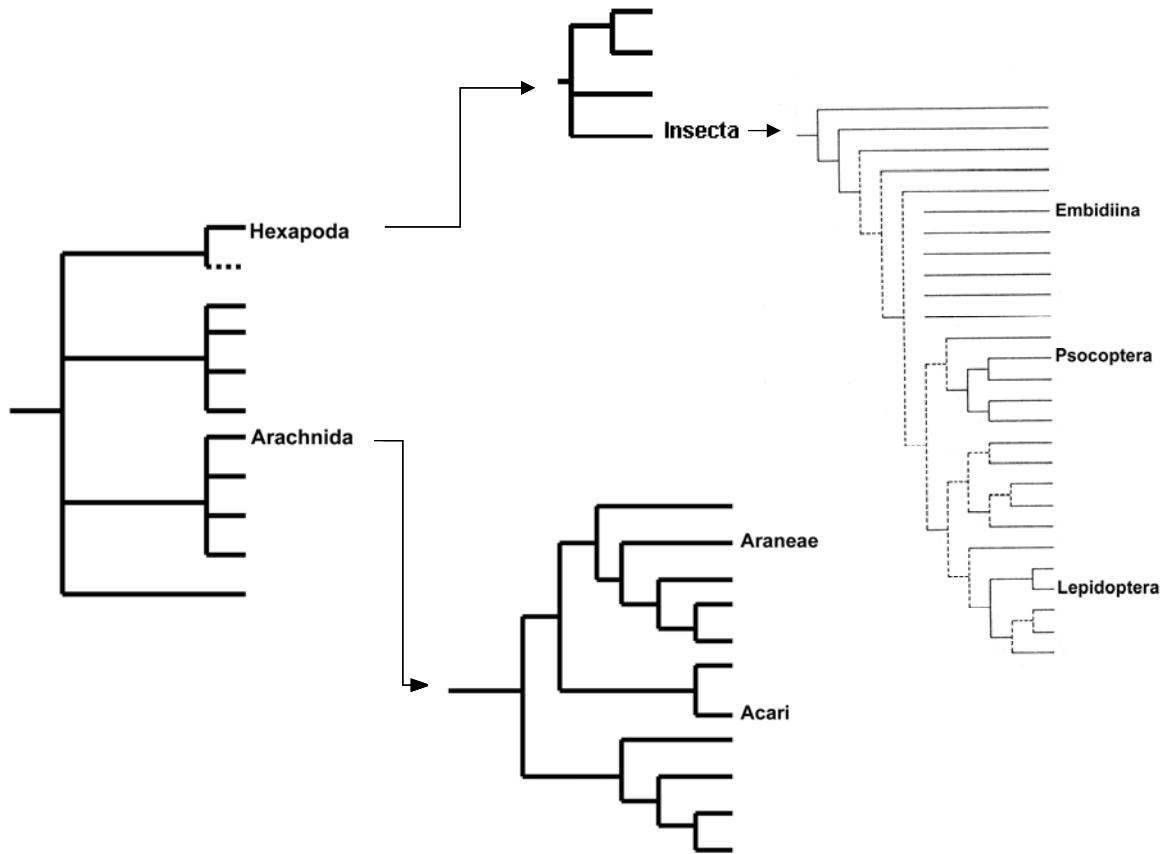 Insecta
Embidiina
Hexapoda
Psocoptera
Arachnida
Araneae
Lepidoptera
Acari